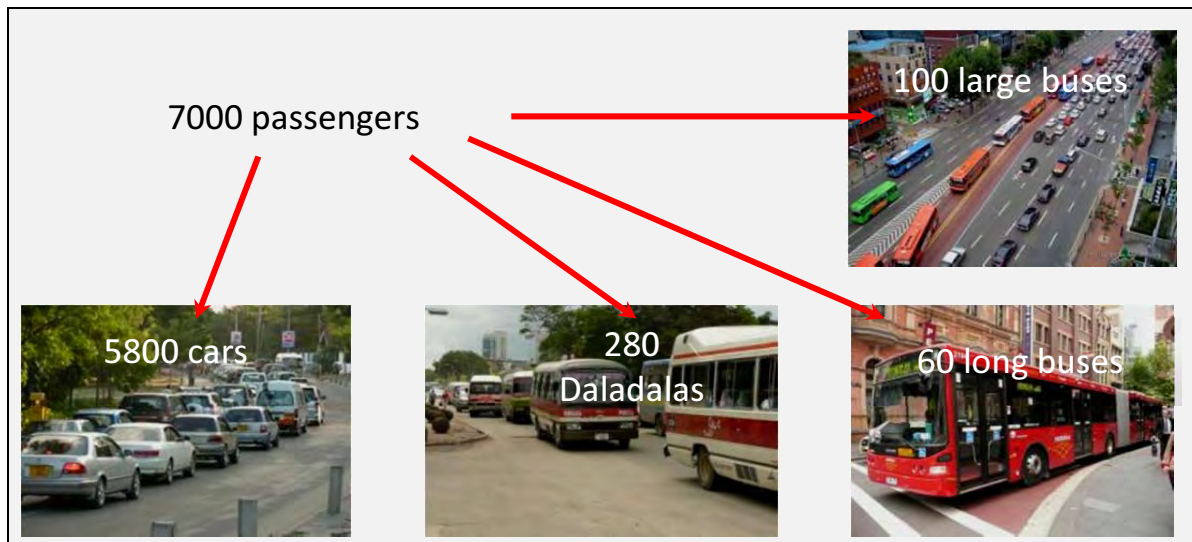 100 large buses
7000 passengers
5800 cars
280
Daladalas
60 long buses